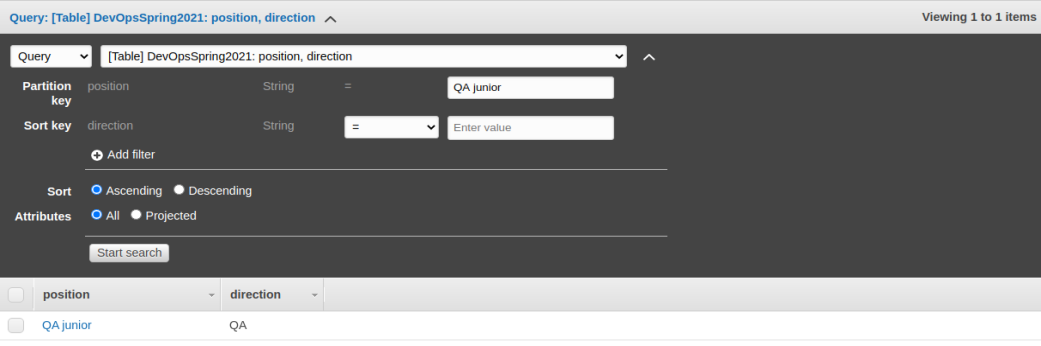 Query: [Table] DevOpsSpring2021: position, direction
Viewing 1 to 1 items
Query
[Table] DevOpsSpring2021: position, direction
Partition key
position
String
=
QA junior
Sort key
direction
String
=
Enter value
Add filter
Sort
Ascending
Descending
Attributes
All
Projected
Start search
position
direction
QA junior
QA